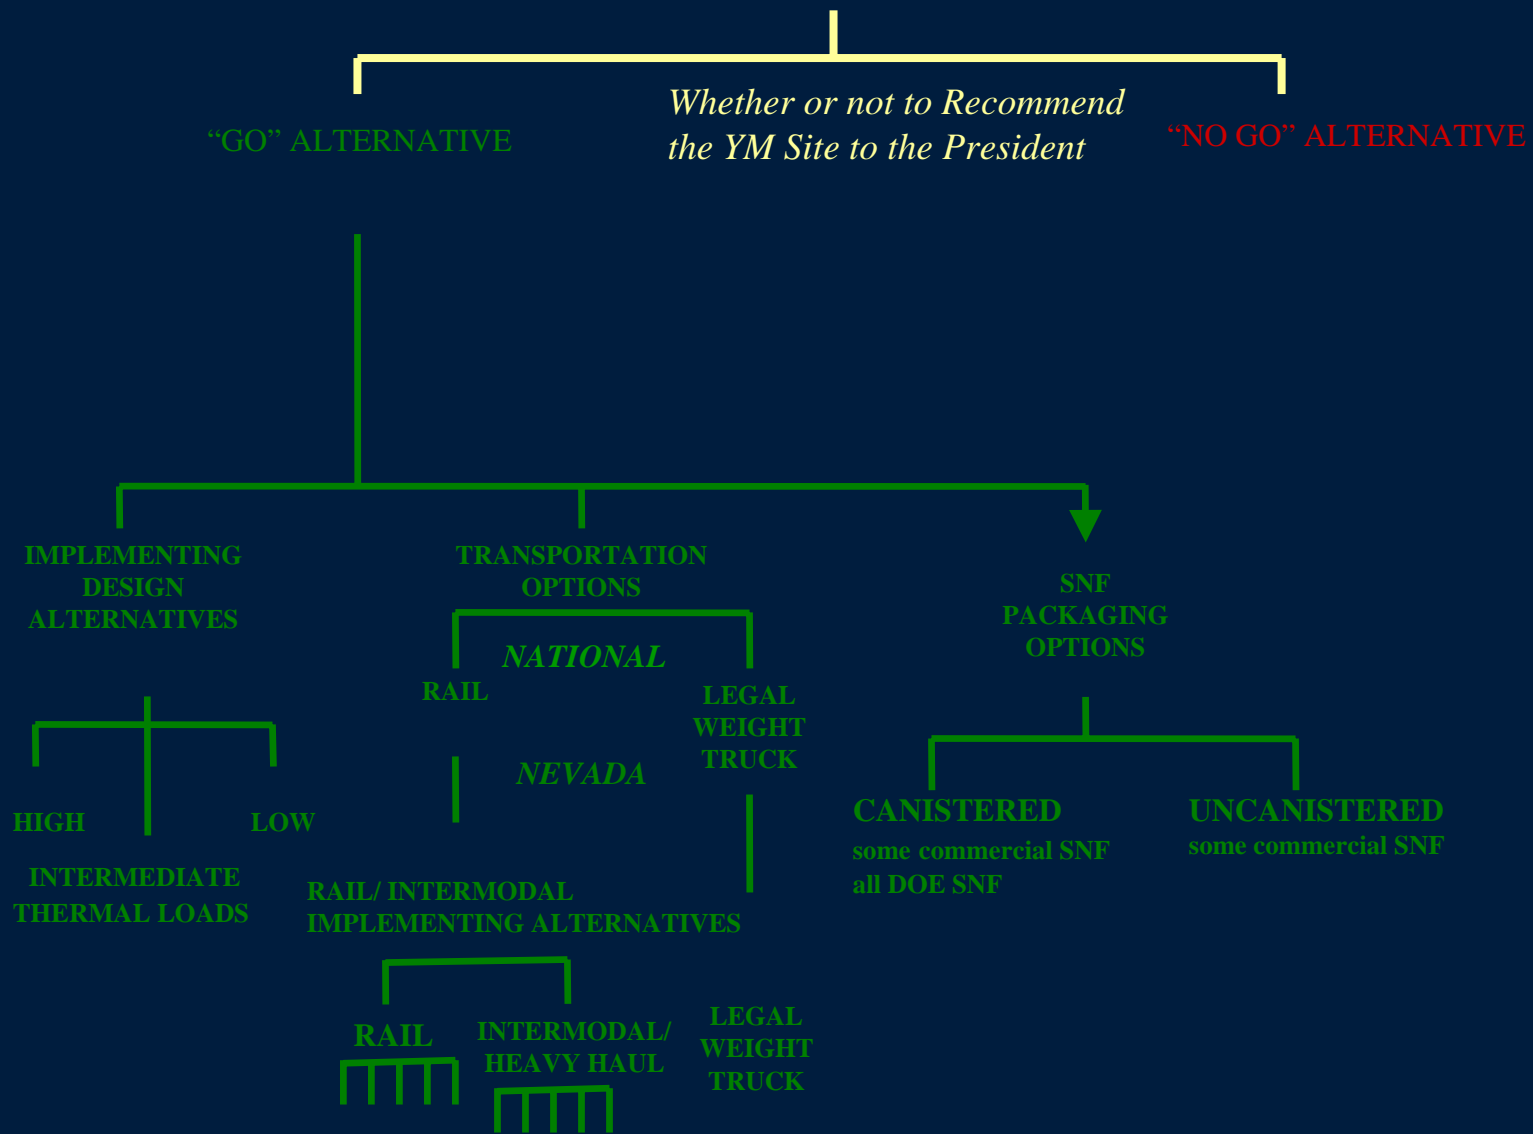 Whether or not to Recommend
the YM Site to the President
“GO” ALTERNATIVE
“NO GO” ALTERNATIVE
IMPLEMENTING
DESIGN
ALTERNATIVES
TRANSPORTATION
OPTIONS
SNF
PACKAGING
OPTIONS
NATIONAL
RAIL
LEGAL
WEIGHT
TRUCK
NEVADA
HIGH
LOW
INTERMEDIATE
THERMAL LOADS
CANISTERED
some commercial SNF
all DOE SNF
UNCANISTERED
some commercial SNF
RAIL/ INTERMODAL
IMPLEMENTING ALTERNATIVES
RAIL
INTERMODAL/
HEAVY HAUL
LEGAL
WEIGHT
TRUCK